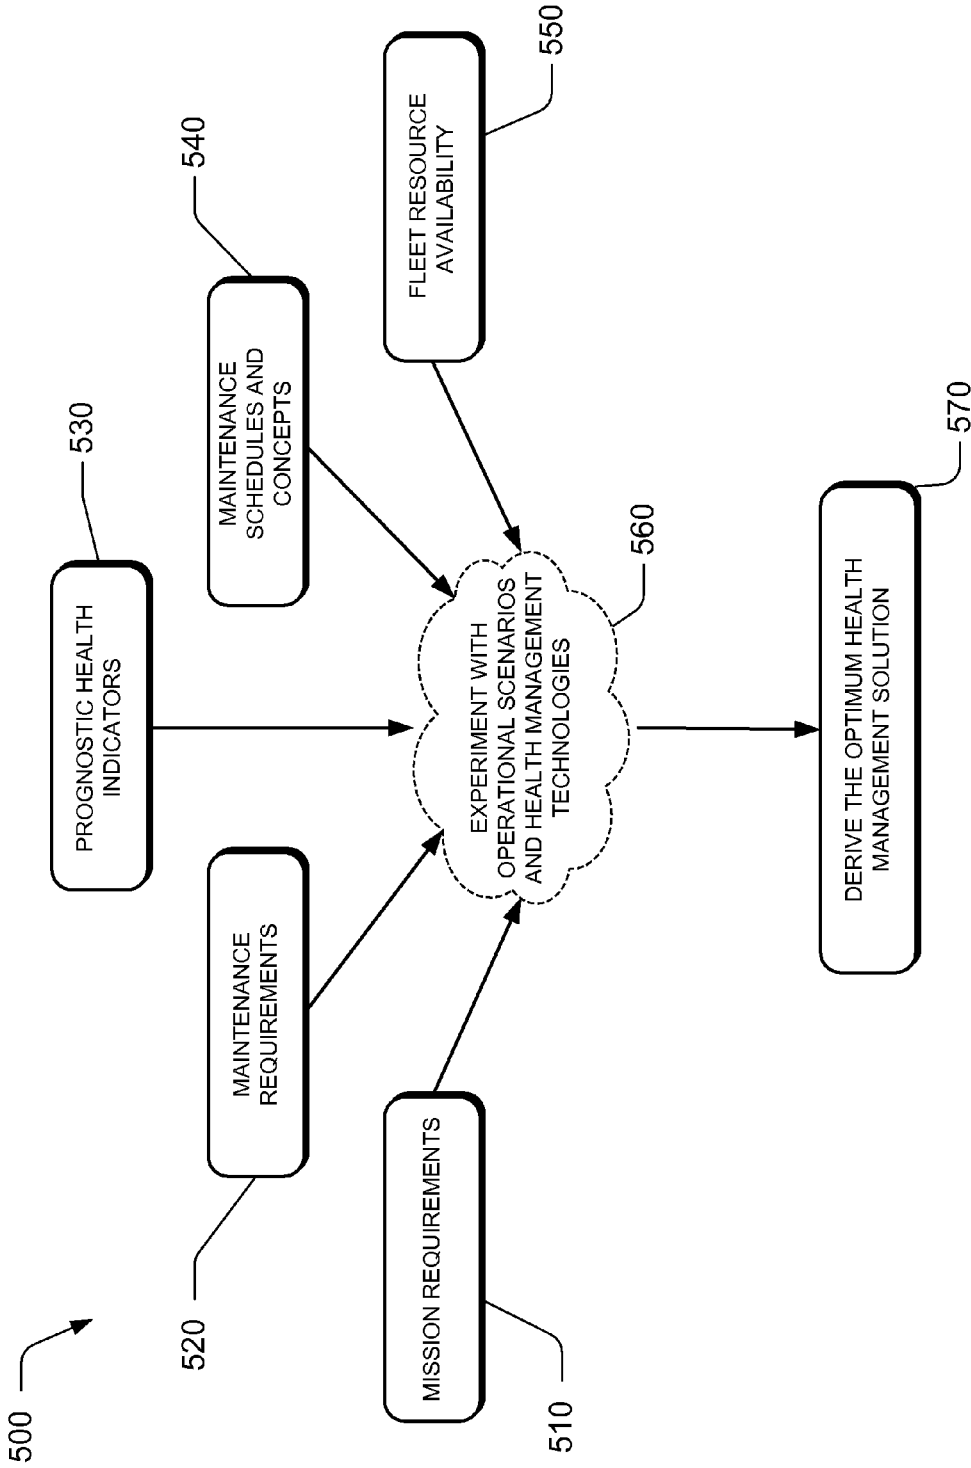 500
530
PROGNOSTIC HEALTH
INDICATORS
520
MAINTENANCE
REQUIREMENTS
540
MAINTENANCE
SCHEDULES AND
CONCEPTS
510
MISSION REQUIREMENTS
550
FLEET RESOURCE
AVAILABILITY
EXPERIMENT WITH
OPERATIONAL SCENARIOS
AND HEALTH MANAGEMENT
TECHNOLOGIES
560
DERIVE THE OPTIMUM HEALTH
MANAGEMENT SOLUTION
570